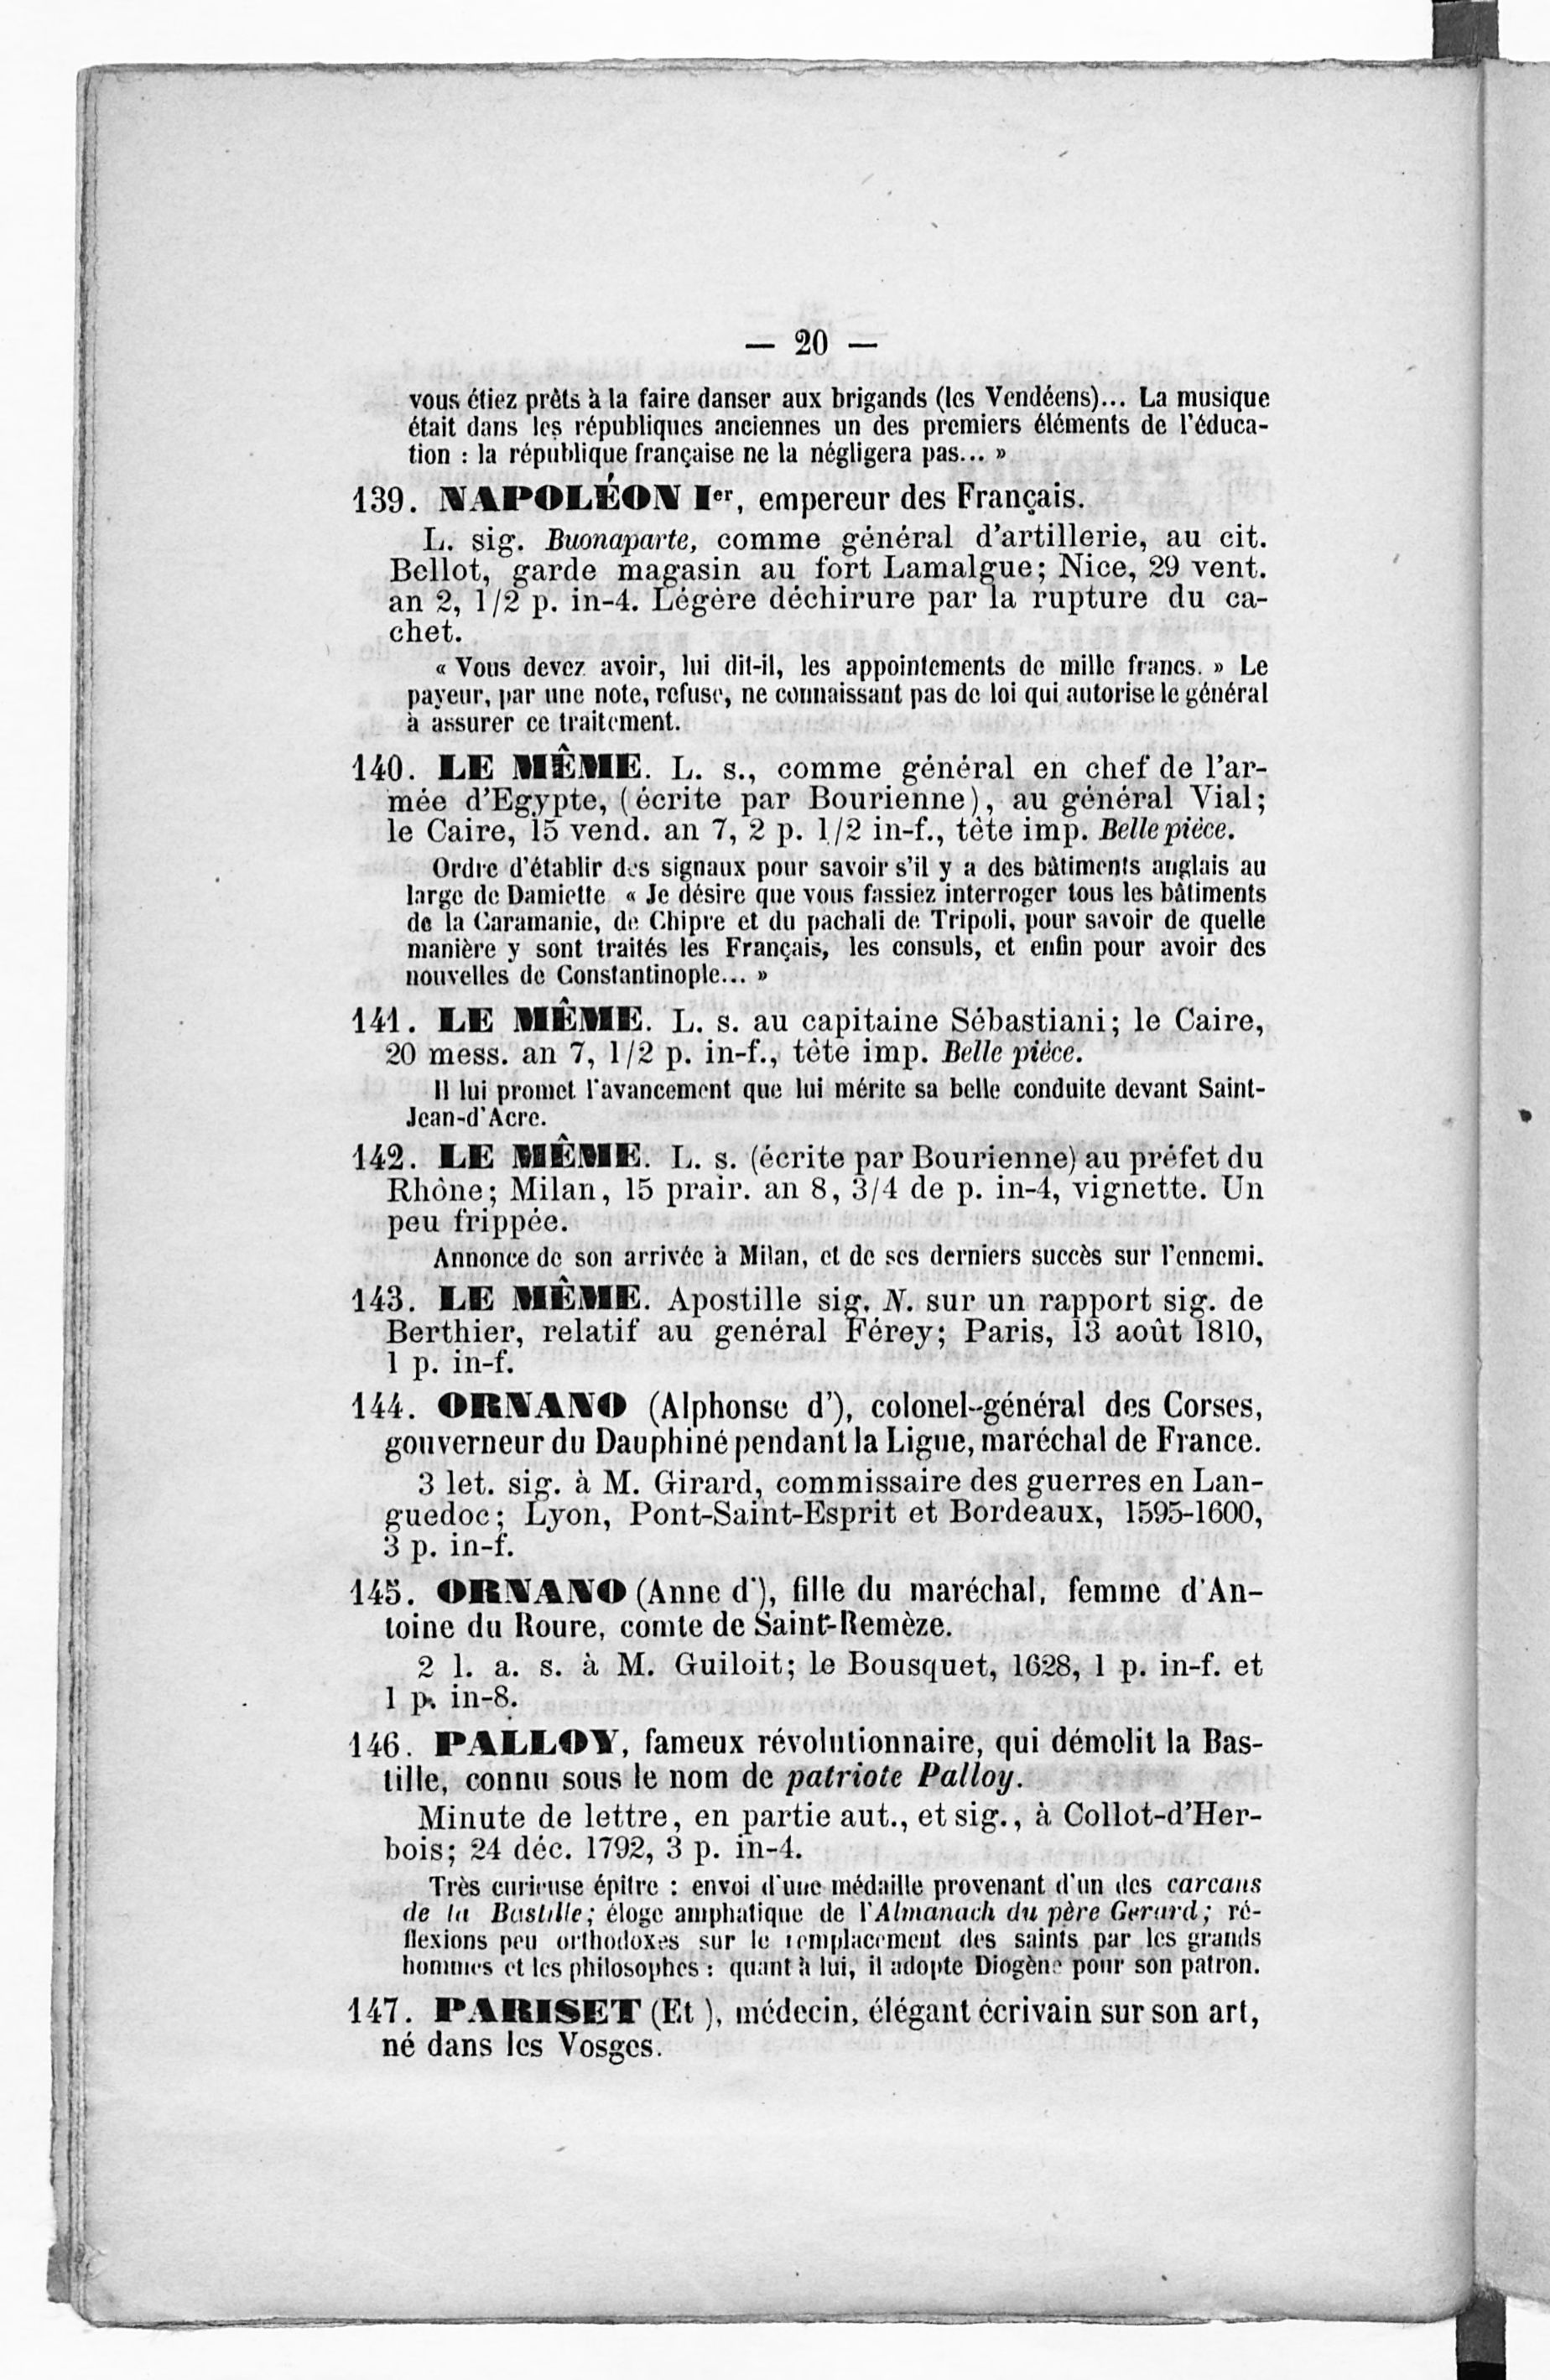 — 20 —
vous étiez prêts à la faire danser aux brigands (les Vendéens)... La musique
était dans les républiques anciennes un des premiers éléments de l'éduca-
tion : la république française ne la négligera pas... »
139. NAPOLÉON Ier, empereur des Français.
L. sig. Buonaparte, comme général d'artillerie, au cit.
Bellot, garde magasin au fort Lamalgue; Nice, 29 vent.
an 2, 1/2 p. in-4. Légère déchirure par la rupture du ca-
chet.
« Vous devez avoir, lui dit-il, les appointements de mille francs. » Le
payeur, par une note, refuse, ne connaissant pas de loi qui autorise le général
à assurer ce traitement.
140. LE MÊME. L. s., comme général en chef de l'ar-
mée d'Egypte, (écrite par Bourienne), au général Vial;
le Caire, 15 vend. an 7, 2 p. 1/2 in-f., tête imp. Belle pièce.
Ordre d'établir des signaux pour savoir s'il y a des bâtiments anglais au
large de Damiette « Je désire que vous fassiez interroger tous les bâtiments
de la Caramanie, de Chipre et du pachali de Tripoli, pour savoir de quelle
manière y sont traités les Français, les consuls, et enfin pour avoir des
nouvelles de Constantinople... »
141. LE MÊME. L. s. au capitaine Sébastiani; le Caire,
20 mess. an 7, 1/2 p. in-f., tête imp. Belle pièce.
Il lui promet l'avancement que lui mérite sa belle conduite devant Saint-
Jean-d'Acre.
142. LE MÊME. L. s. (écrite par Bourienne) au préfet du
Rhône; Milan, 15 prair. an 8, 3/4 de p. in-4, vignette. Un
peu frippée.
Annonce de son arrivée à Milan, et de ses derniers succès sur l'ennemi.
143. LE MÊME. Apostille sig. N. sur un rapport sig. de
Berthier, relatif au genéral Férey; Paris, 13 août 1810,
1 p. in-f.
144. ORNANO (Alphonse d'), colonel-général des Corses,
gouverneur du Dauphiné pendant la Ligue, maréchal de France.
3 let. sig. à M. Girard, commissaire des guerres en Lan-
guedoc; Lyon, Pont-Saint-Esprit et Bordeaux, 1595-1600,
3 p. in-f.
145. ORNANO (Anne d'), fille du maréchal, femme d'An-
toine du Roure, comte de Saint-Remèze.
2 l. a. s. à M. Guiloit; le Bousquet, 1628, 1 p. in-f. et
1 p. in-8.
146. PALLOY, fameux révolutionnaire, qui démolit la Bas-
tille, connu sous le nom de patriote Palloy.
Minute de lettre, en partie aut., et sig., à Collot-d'Her-
bois; 24 déc. 1792, 3 p. in-4.
Très curieuse épître : envoi d'une médaille provenant d'un des carcans
de la Bastille; éloge amphatique de l'Almanach du père Gerard; ré-
flexions peu orthodoxes sur le remplacement des saints par les grands
hommes et les philosophes : quant à lui, il adopte Diogène pour son patron.
147. PARISET (Et ), médecin, élégant écrivain sur son art,
né dans les Vosges.